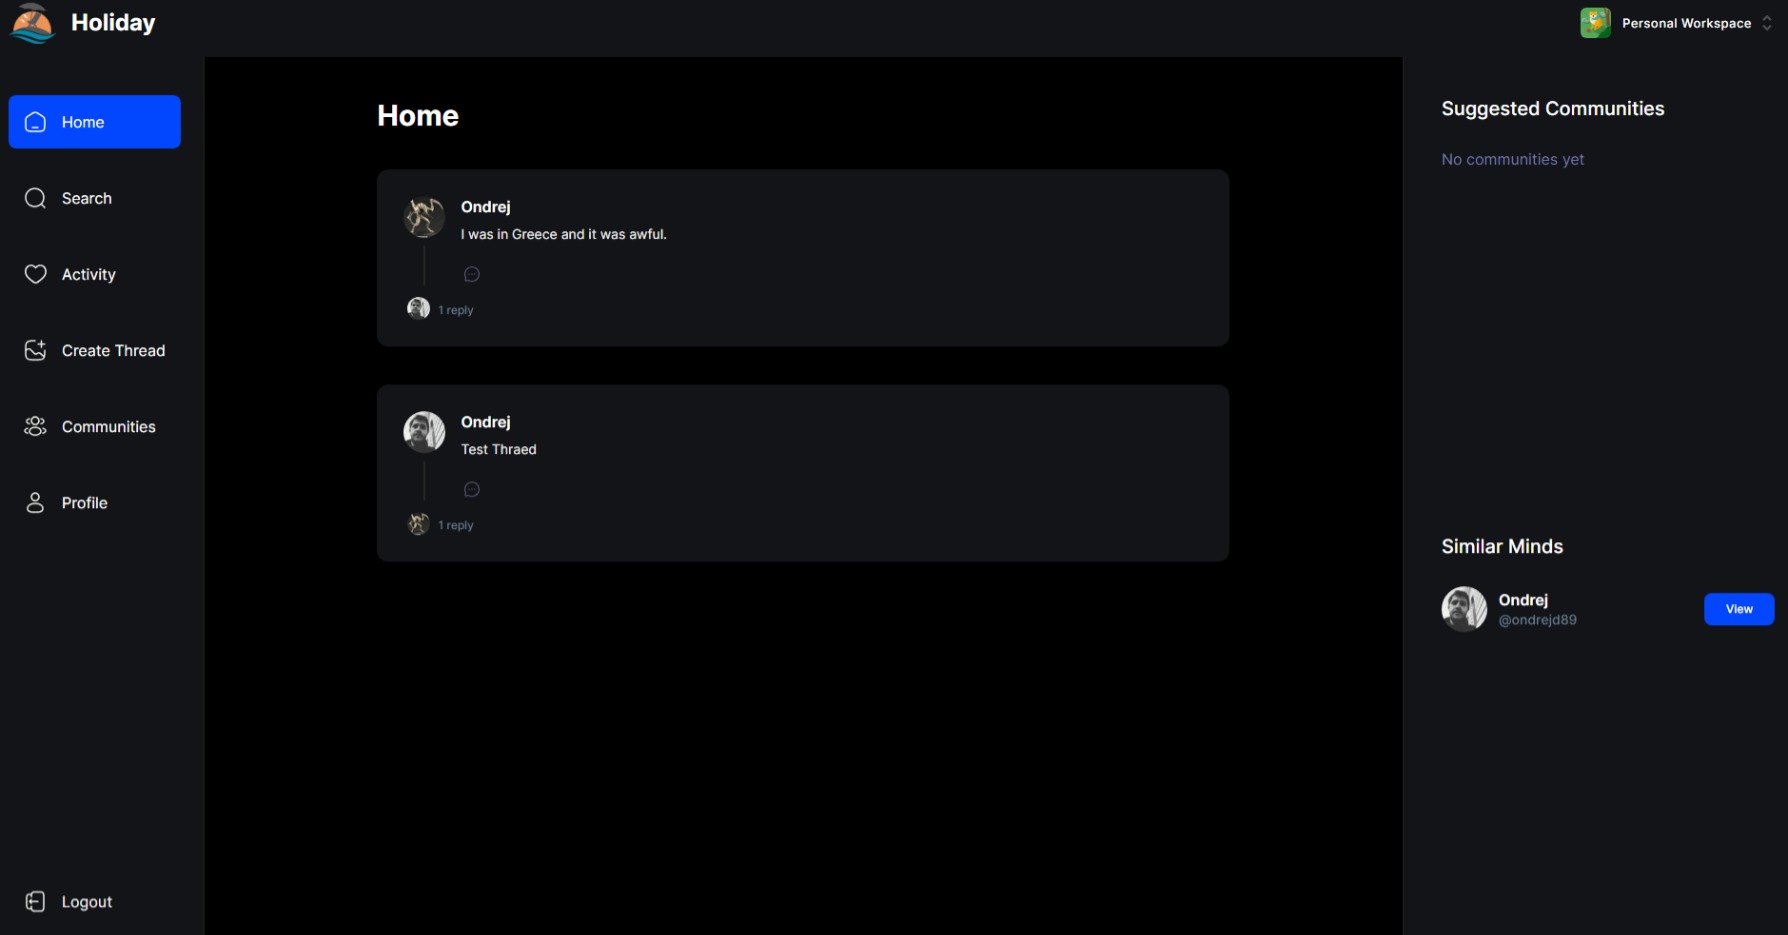 Holiday
Personal Workspace
Home
Search
Activity
Create Thread
Communities
Profile
Logout
Home
Ondrej
I was in Greece and it was awful.
1 reply
Ondrej
Test Thraed
1 reply
Suggested Communities
No communities yet
Similar Minds
Ondrej
@ondrejd89
View